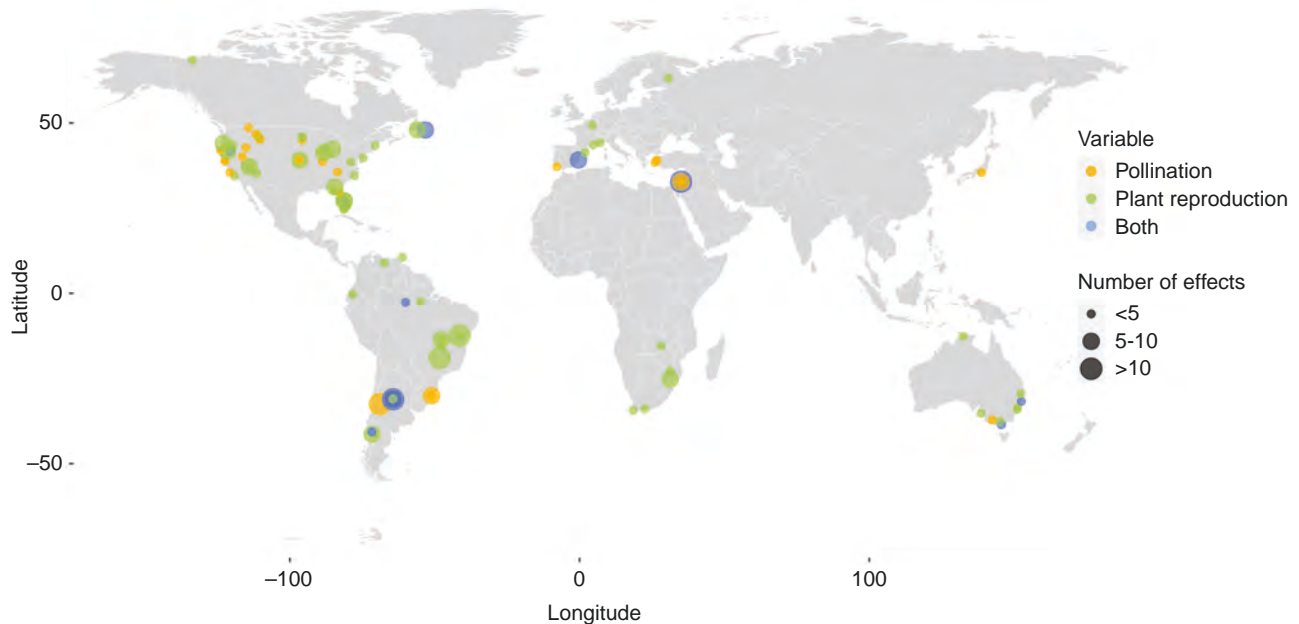 50
0
–50
Latitude
–100
0
100
Longitude
Variable
Pollination
Plant reproduction
Both
Number of effects
<5
5-10
>10